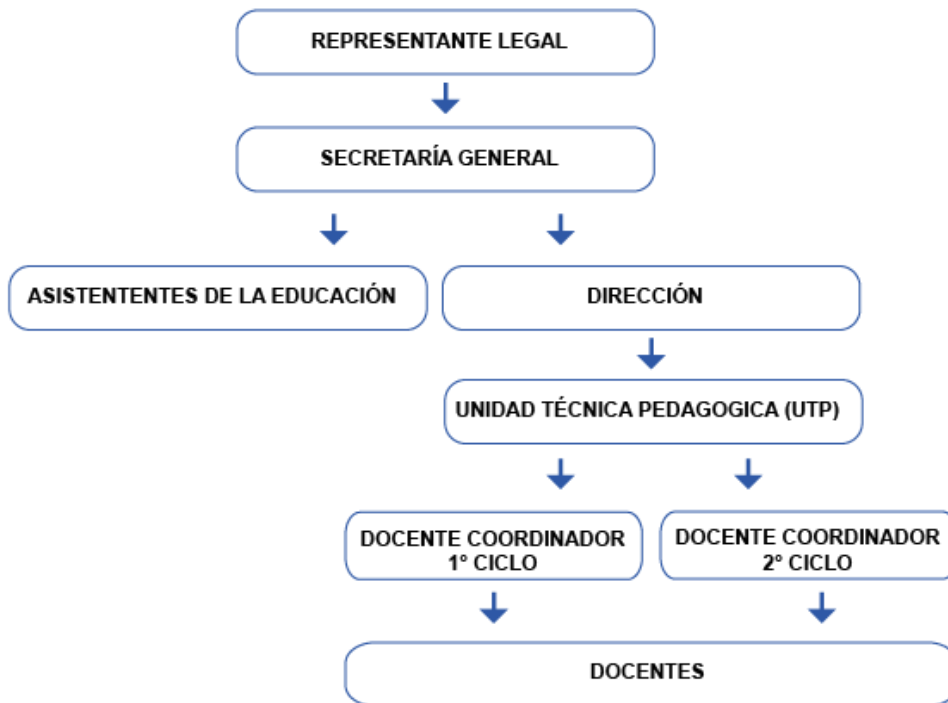 REPRESENTANTE LEGAL
SECRETARÍA GENERAL
ASISTENTENTES DE LA EDUCACIÓN
DIRECCIÓN
UNIDAD TÉCNICA PEDAGOGICA (UTP)
DOCENTE COORDINADOR
1° CICLO
DOCENTE COORDINADOR
2° CICLO
DOCENTES